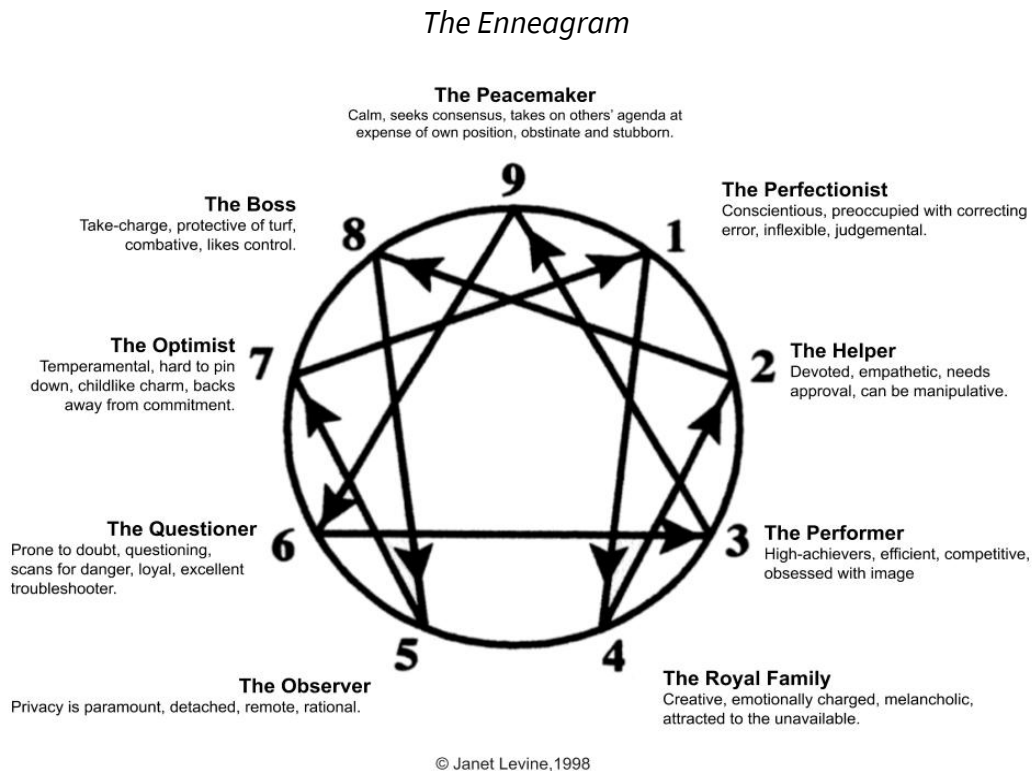 The Enneagram
The Peacemaker
Calm, seeks consensus, takes on others’ agenda at
expense of own position, obstinate and stubborn.
9
The Perfectionist
Conscientious, preoccupied with correcting
error, inflexible, judgemental.
1
The Helper
Devoted, empathetic, needs
approval, can be manipulative.
2
The Performer
High-achievers, efficient, competitive,
obsessed with image
3
The Royal Family
Creative, emotionally charged, melancholic,
attracted to the unavailable.
4
The Observer
Privacy is paramount, detached, remote, rational.
5
The Questioner
Prone to doubt, questioning,
scans for danger, loyal, excellent
troubleshooter.
6
The Optimist
Temperamental, hard to pin
down, childlike charm, backs
away from commitment.
7
The Boss
Take-charge, protective of turf,
combative, likes control.
8
© Janet Levine,1998